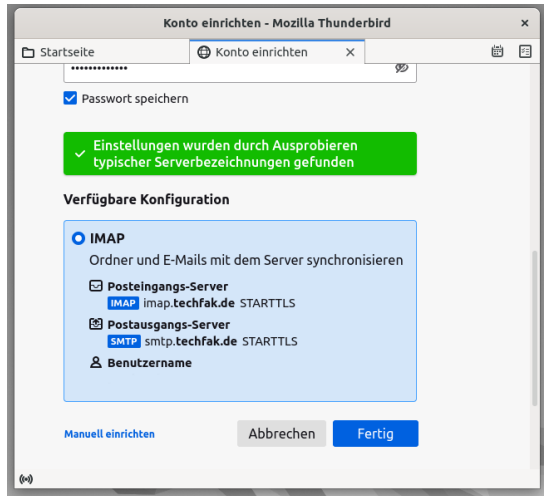 Konto einrichten - Mozilla Thunderbird
Startseite
Konto einrichten
Passwort speichern
Einstellungen wurden durch Ausprobieren
typischer Serverbezeichnungen gefunden
Verfügbare Konfiguration
IMAP
Ordner und E-Mails mit dem Server synchronisieren
Posteingangs-Server
IMAP imap.techfak.de STARTTLS
Postausgangs-Server
SMTP smtp.techfak.de STARTTLS
Benutzername
Manuell einrichten
Abbrechen
Fertig